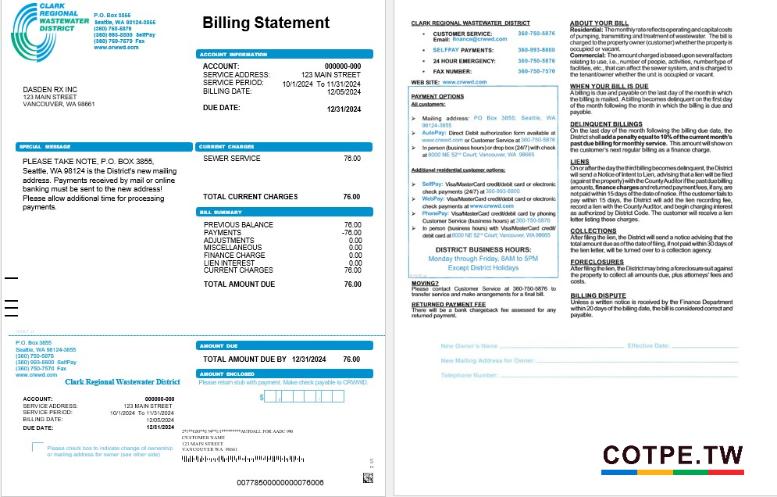 CLARK
REGIONAL
WASTEWATER
DISTRICT
P.O. Box 3855
Seattle, WA 98124-3855
(360) 750-5876
(360) 993-8800 SelfPay
(360) 750-7570 Fax
www.crwwd.com
Billing Statement
ACCOUNT INFORMATION
ACCOUNT: 000000-000
SERVICE ADDRESS: 123 MAIN STREET
SERVICE PERIOD: 10/1/2024 To 11/31/2024
BILLING DATE: 12/05/2024
DUE DATE: 12/31/2024
DASDEN RX INC
123 MAIN STREET
VANCOUVER, WA 98661
SPECIAL MESSAGE
PLEASE TAKE NOTE, P.O. BOX 3855,
Seattle, WA 98124 is the District's new mailing
address. Payments received by mail or online
banking must be sent to the new address!
Please allow additional time for processing
payments.
CURRENT CHARGES
SEWER SERVICE 76.00
TOTAL CURRENT CHARGES 76.00
BILL SUMMARY
PREVIOUS BALANCE 76.00
PAYMENTS -76.00
ADJUSTMENTS 0.00
MISCELLANEOUS 0.00
FINANCE CHARGE 0.00
LIEN INTEREST 0.00
CURRENT CHARGES 76.00
TOTAL AMOUNT DUE 76.00
P.O. Box 3855
Seattle, WA 98124-3855
(360) 750-5876
(360) 993-8800 SelfPay
(360) 750-7570 Fax
www.crwwd.com
Clark Regional Wastewater District
ACCOUNT: 000000-000
SERVICE ADDRESS: 123 MAIN STREET
SERVICE PERIOD: 10/1/2024 To 11/31/2024
BILLING DATE: 12/05/2024
DUE DATE: 12/31/2024
Please check box to indicate change of ownership
or mailing address for owner (see other side)
AMOUNT DUE
TOTAL AMOUNT DUE BY 12/31/2024 76.00
AMOUNT ENCLOSED
Please retain stub with payment. Make check payable to CRWWD.
$
CUSTOMER NAME
123 MAIN STREET
VANCOUVER WA 98661
CLARK REGIONAL WASTEWATER DISTRICT
• CUSTOMER SERVICE: 360-750-5876
Email: finance@crwwd.com
• SELFPAY PAYMENTS: 360-993-8800
• 24 HOUR EMERGENCY: 360-750-5876
• FAX NUMBER: 360-750-7570
WEB SITE: www.crwwd.com
PAYMENT OPTIONS
All customers:
➢ Mailing address: PO Box 3855, Seattle, WA
98124-3855
➢ AutoPay: Direct Debit authorization form available at
www.crwwd.com or Customer Service at 360-750-5876
➢ In person (business hours) or drop box (24/7) with check
at 8000 NE 52nd Court, Vancouver, WA 98665
Additional residential customer options:
➢ SelfPay: Visa/MasterCard credit/debit card or electronic
check payments (24/7) at 360-993-8800
➢ WebPay: Visa/MasterCard credit/debit card or electronic
check payments (24/7) at www.crwwd.com
➢ PhonePay: Visa/MasterCard credit/debit card by phoning
Customer Service (business hours) at 360-750-5876
➢ In person (business hours) with Visa/MasterCard credit/
debit card at 8000 NE 52nd Court, Vancouver, WA 98665
DISTRICT BUSINESS HOURS:
Monday through Friday, 8AM to 5PM
Except District Holidays
MOVING?
Please contact Customer Service at 360-750-5876 to
transfer service and make arrangements for a final bill.
RETURNED PAYMENT FEE
There will be a bank chargeback fee assessed for any
returned payment.
ABOUT YOUR BILL
Residential: The monthly rate reflects operating and capital costs
of pumping, transmitting and treatment of wastewater. The bill is
charged to the property owner (customer) whether the property is
occupied or vacant.
Commercial: The amount charged is based upon several factors
relating to use, i.e., number of people, activities, number/type of
facilities, etc., that can affect the sewer system, and is charged to
the tenant/owner whether the unit is occupied or vacant.
WHEN YOUR BILL IS DUE
A billing is due and payable on the last day of the month in which
the billing is mailed. A billing becomes delinquent on the first day
of the month following the month in which the billing is due and
payable.
DELINQUENT BILLINGS
On the last day of the month following the bill due date, the
District shall add a penalty equal to 10% of the current month's
past due billing for monthly service. This amount will show on
the customer's next regular billing as a finance charge.
LIENS
On or after the day the third billing becomes delinquent, the District
will send a Notice of Intent to Lien, advising that a lien will be filed
(against the property) with the County Auditor if the past due billing
amounts, finance charges and returned payment fees, if any, are
not paid within 15 days of the date of notice. If the customer fails to
pay within 15 days, the District will add the lien recording fee,
record a lien with the County Auditor, and begin charging interest
as authorized by District Code. The customer will receive a lien
letter listing these charges.
COLLECTIONS
After filing the lien, the District will send a notice advising that the
total amount due as of the date of filing, if not paid within 30 days of
the lien letter, will be turned over to a collection agency.
FORECLOSURES
After filing the lien, the District may bring a foreclosure suit against
the property to collect all amounts due, plus attorneys' fees and
costs.
BILLING DISPUTE
Unless a written notice is received by the Finance Department
within 20 days of the billing date, the bill is considered correct and
payable.
New Owner's Name: Effective Date:
New Mailing Address for Owner:
Telephone Number:
COTPE.TW